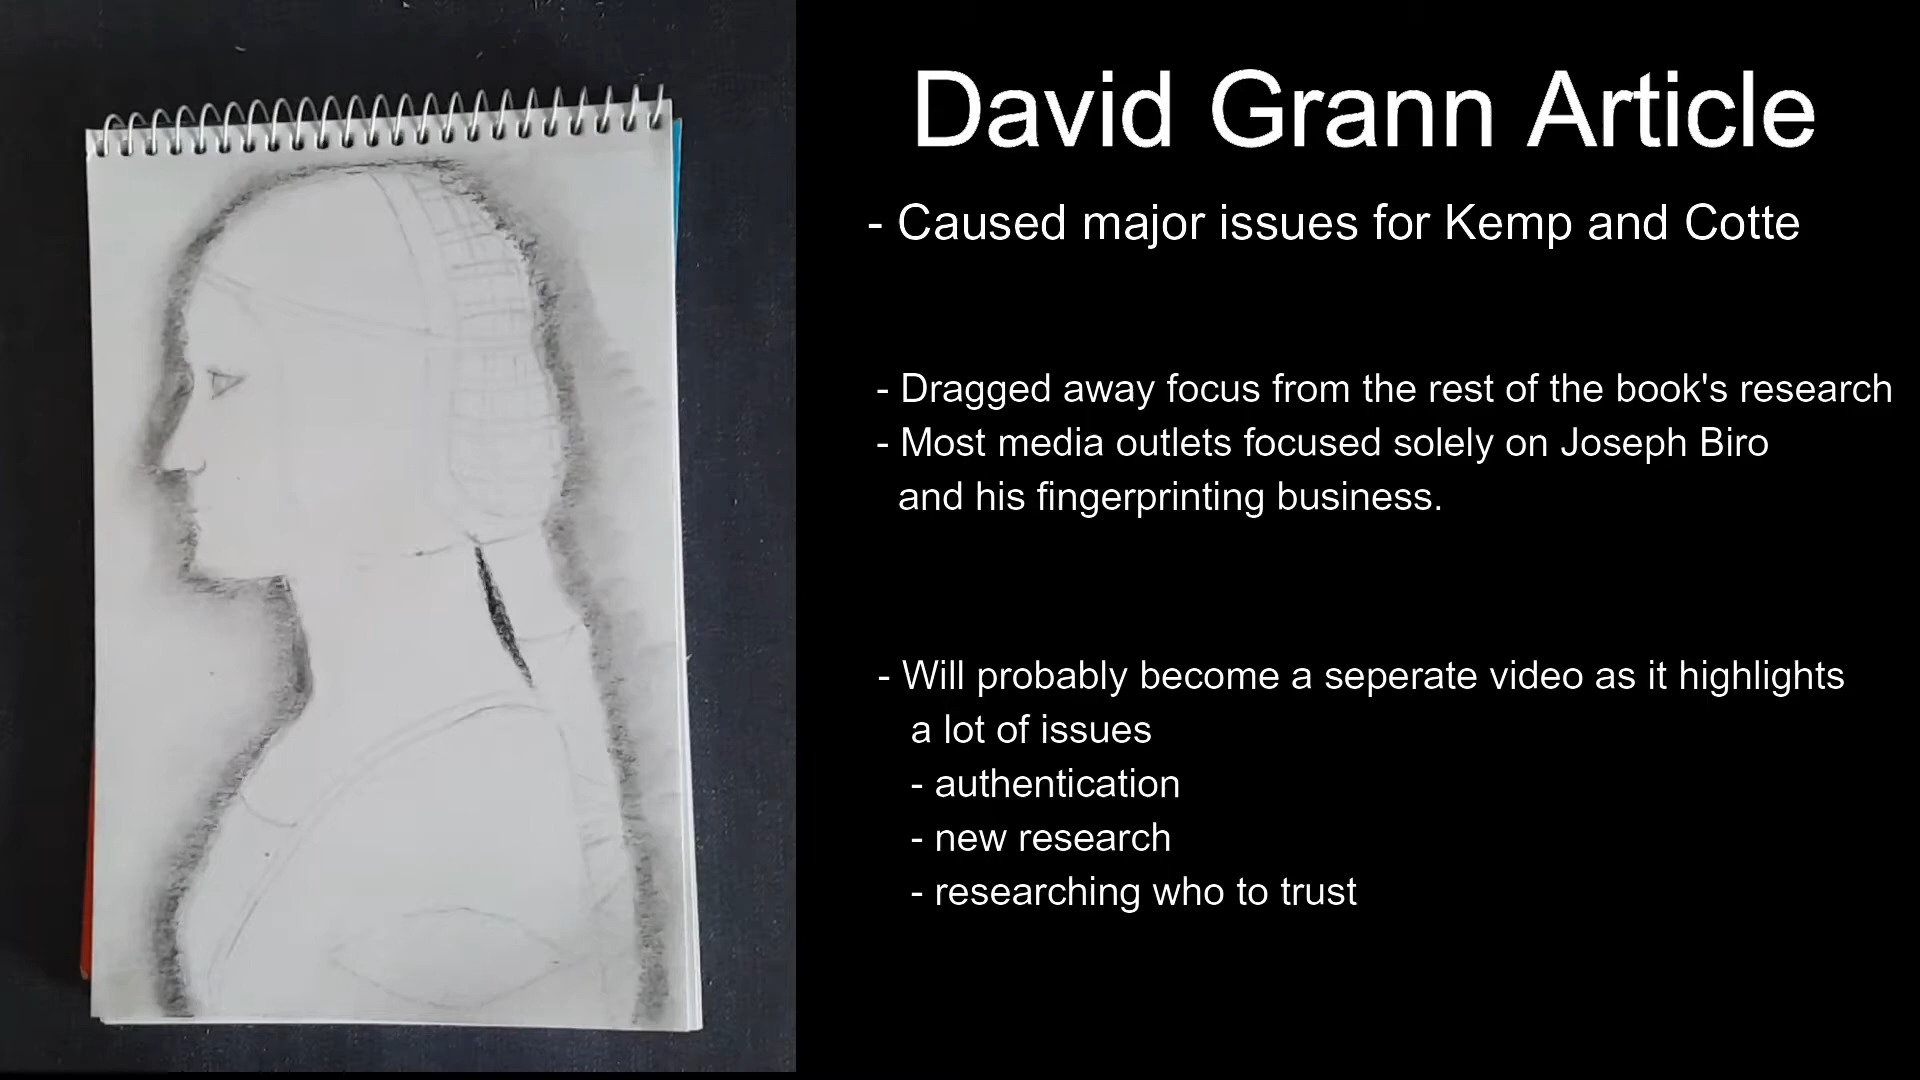 David Grann Article
- Caused major issues for Kemp and Cotte
- Dragged away focus from the rest of the book's research
- Most media outlets focused solely on Joseph Biro
and his fingerprinting business.
- Will probably become a seperate video as it highlights
a lot of issues
- authentication
- new research
- researching who to trust